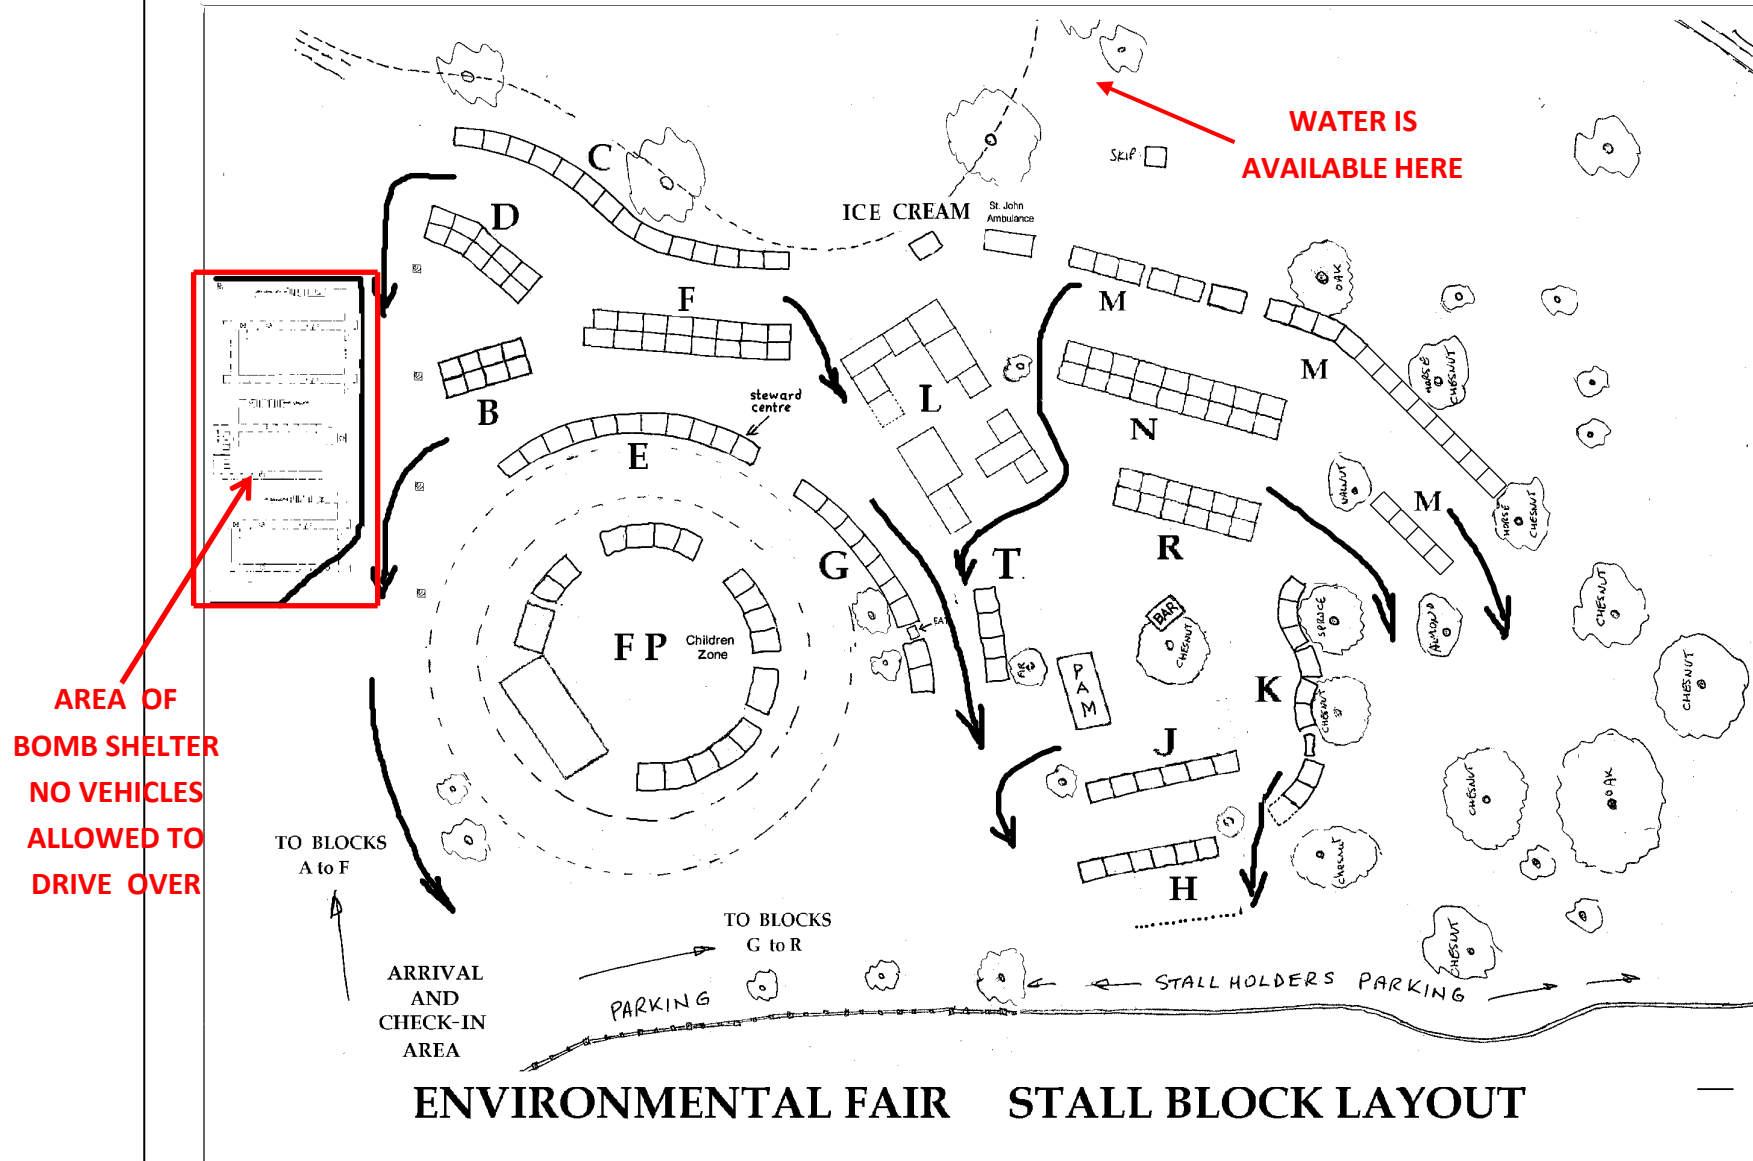 WATER IS
AVAILABLE HERE
SKIP
C
D
ICE CREAM
St. John
Ambulance
OAK
F
M
M
HORSE
CHESNUT
steward
centre
B
L
N
E
WALNUT
M
HORSE
CHESNUT
G
T
R
EAT
BAR
CHESNUT
SPRUCE
ALMOND
CHESNUT
F P
Children
Zone
FIR
PAM
K
CHESNUT
CHESNUT
AREA OF
BOMB SHELTER
NO VEHICLES
ALLOWED TO
DRIVE OVER
J
CHESNUT
OAK
TO BLOCKS
A to F
chesnut
H
TO BLOCKS
G to R
CHESNUT
ARRIVAL
AND
CHECK-IN
AREA
PARKING
STALL HOLDERS PARKING
ENVIRONMENTAL FAIR STALL BLOCK LAYOUT